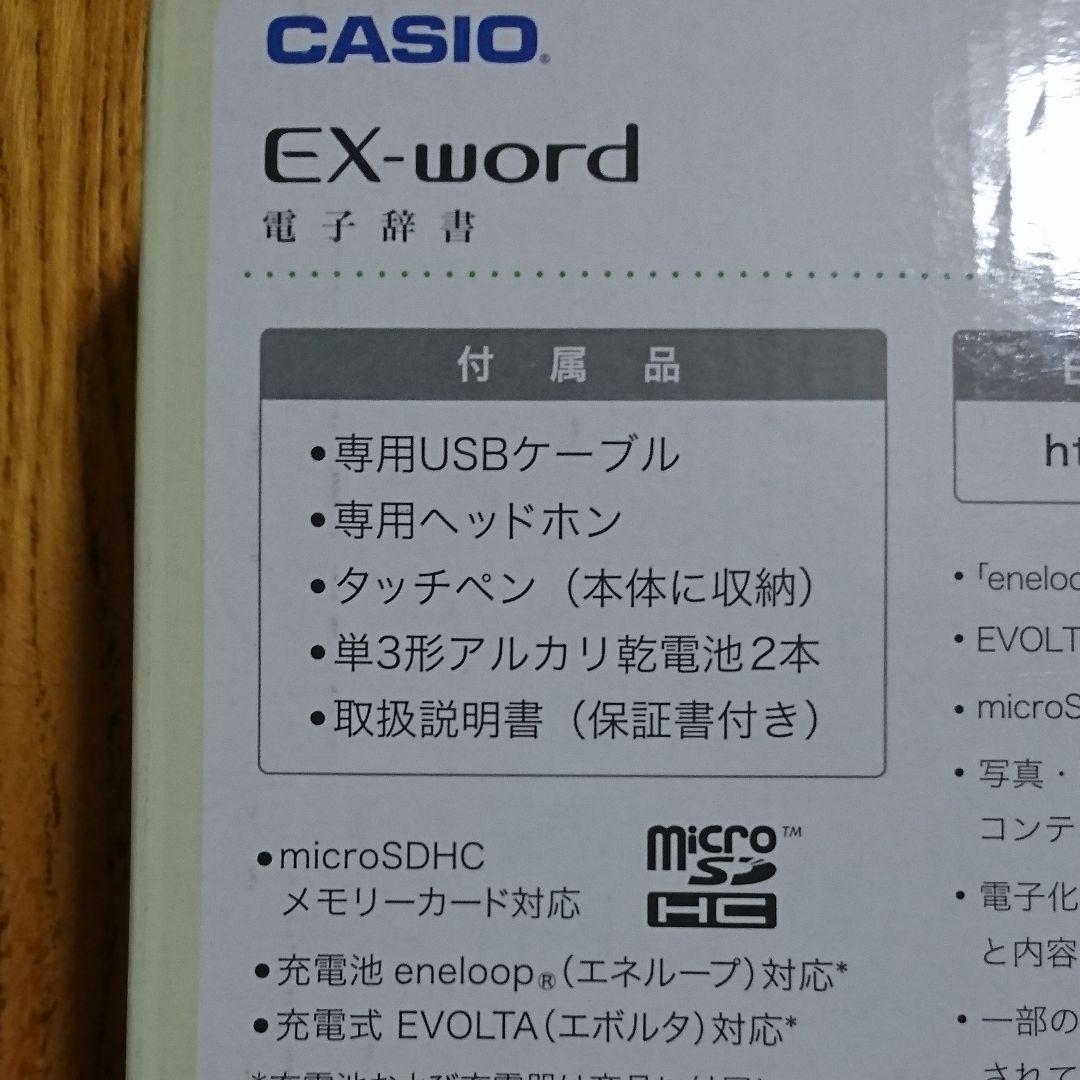 CASIO®
EX-word
電子辞書
付属品
•専用USBケーブル
•専用ヘッドホン
•タッチペン（本体に収納）
•単3形アルカリ乾電池2本
•取扱説明書（保証書付き）
•microSDHC
メモリーカード対応
micro™
SD
HC
•充電池 eneloop®（エネループ）対応*
•充電式 EVOLTA（エボルタ）対応*
ht
•「eneloo
•EVOLT
•microS
•写真・
コンテ
•電子化
と内容
•一部の
されて